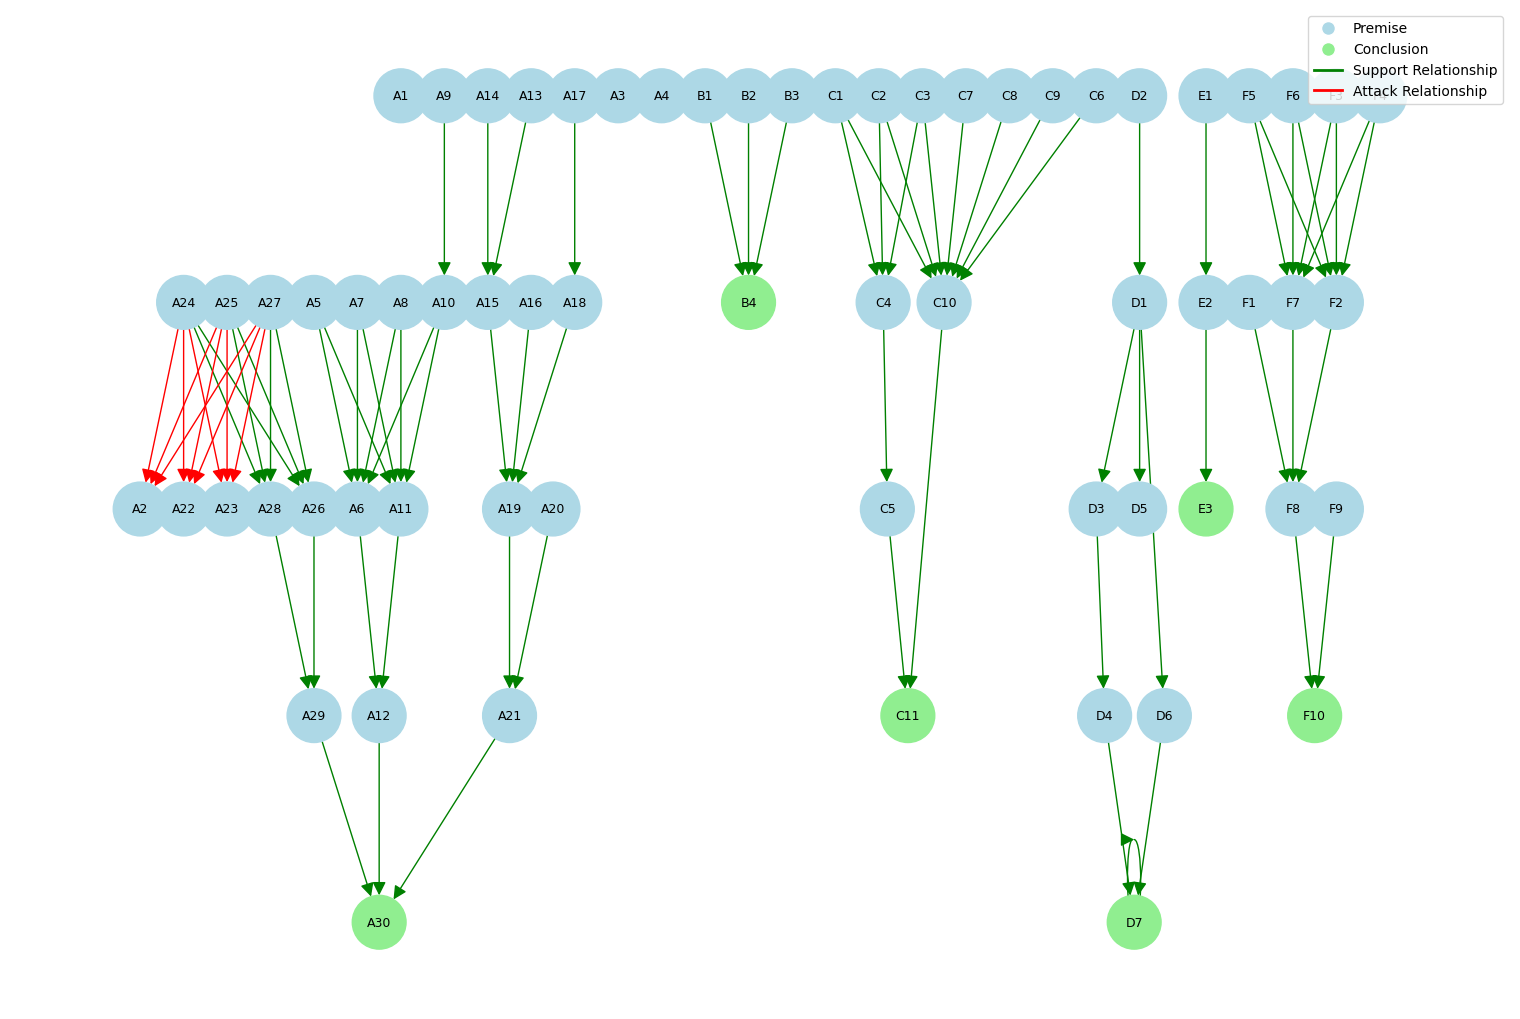 Premise
Conclusion
Support Relationship
Attack Relationship
A1 A9 A14 A13 A17 A3 A4 B1 B2 B3 C1 C2 C3 C7 C8 C9 C6 D2 E1 F5 F6 F3 F4
A24 A25 A27 A5 A7 A8 A10 A15 A16 A18 B4 C4 C10 D1 E2 F1 F7 F2
A2 A22 A23 A28 A26 A6 A11 A19 A20 C5 D3 D5 E3 F8 F9
A29 A12 A21 C11 D4 D6 F10
A30 D7